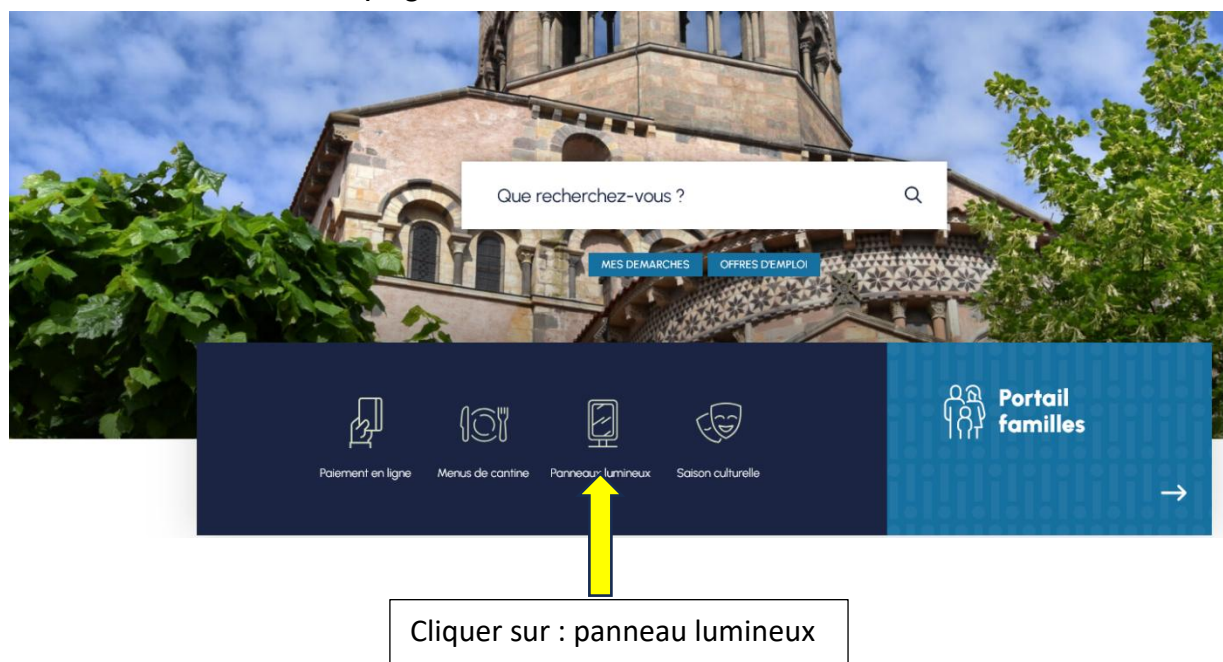 Que recherchez-vous ?
MES DEMARCHES OFFRES D'EMPLOI
Portail
familles
Paiement en ligne Menus de cantine Panneaux lumineux Saison culturelle
Cliquer sur : panneau lumineux